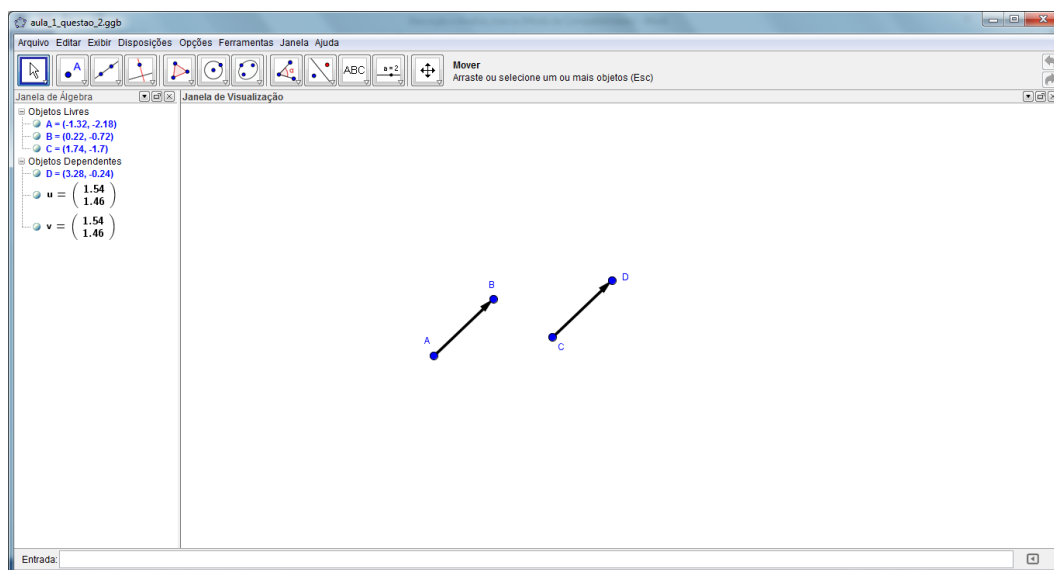 aula_1_questao_2.ggb
Arquivo Editar Exibir Disposições Opções Ferramentas Janela Ajuda
A
α
ABC
a=2
Mover
Arraste ou selecione um ou mais objetos (Esc)
Janela de Álgebra
Janela de Visualização
Objetos Livres
A = (-1.32, -2.18)
B = (0.22, -0.72)
C = (1.74, -1.7)
Objetos Dependentes
D = (3.28, -0.24)
u = ( 1.54
1.46 )
v = ( 1.54
1.46 )
B
D
A
C
Entrada: